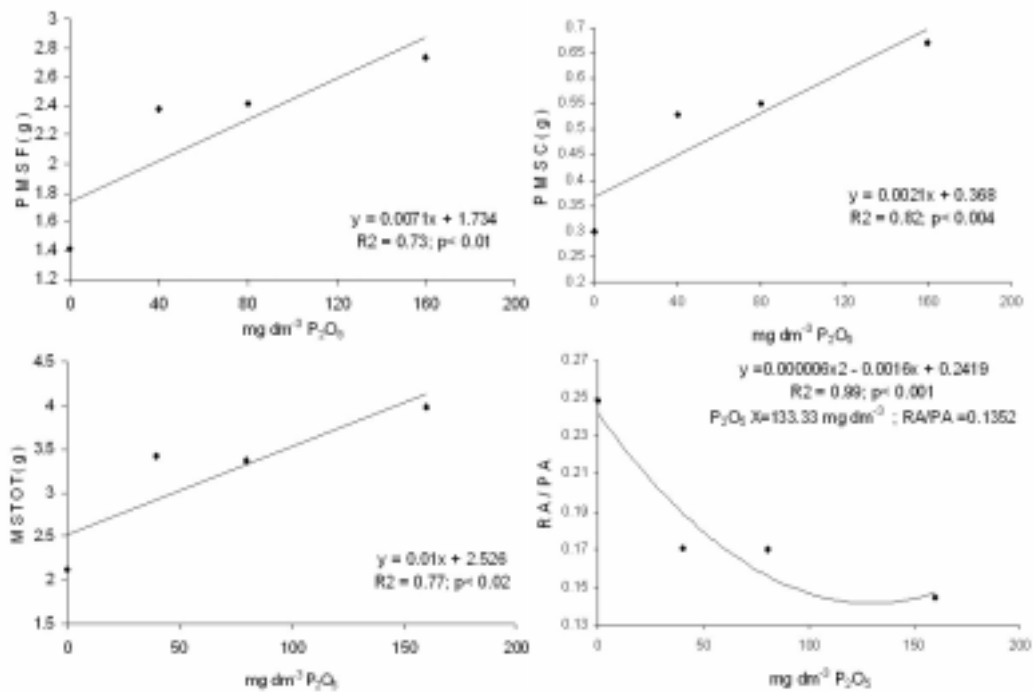 PMSF(g)
3
2.8
2.6
2.4
2.2
2
1.8
1.6
1.4
1.2
y = 0.0071x + 1.734
R2 = 0.73; p< 0.01
0 40 80 120 160 200
mg dm⁻³ P₂O₅
PMSC(g)
0.7
0.65
0.6
0.55
0.5
0.45
0.4
0.35
0.3
0.25
0.2
y = 0.0021x + 0.368
R2 = 0.82; p< 0.004
0 40 80 120 160 200
mg dm⁻³ P₂O₅
MSTOT(g)
4.5
4
3.5
3
2.5
2
1.5
y = 0.01x + 2.526
R2 = 0.77; p< 0.02
0 50 100 150 200
mg dm⁻³ P₂O₅
RA/PA
0.27
0.25
0.23
0.21
0.19
0.17
0.15
0.13
y =0.000006x2 - 0.0016x + 0.2419
R2 = 0.99; p< 0.001
P₂O₅ X=133.33 mg dm⁻³ ; RA/PA =0.1352
0 50 100 150 200
mg dm⁻³ P₂O₅